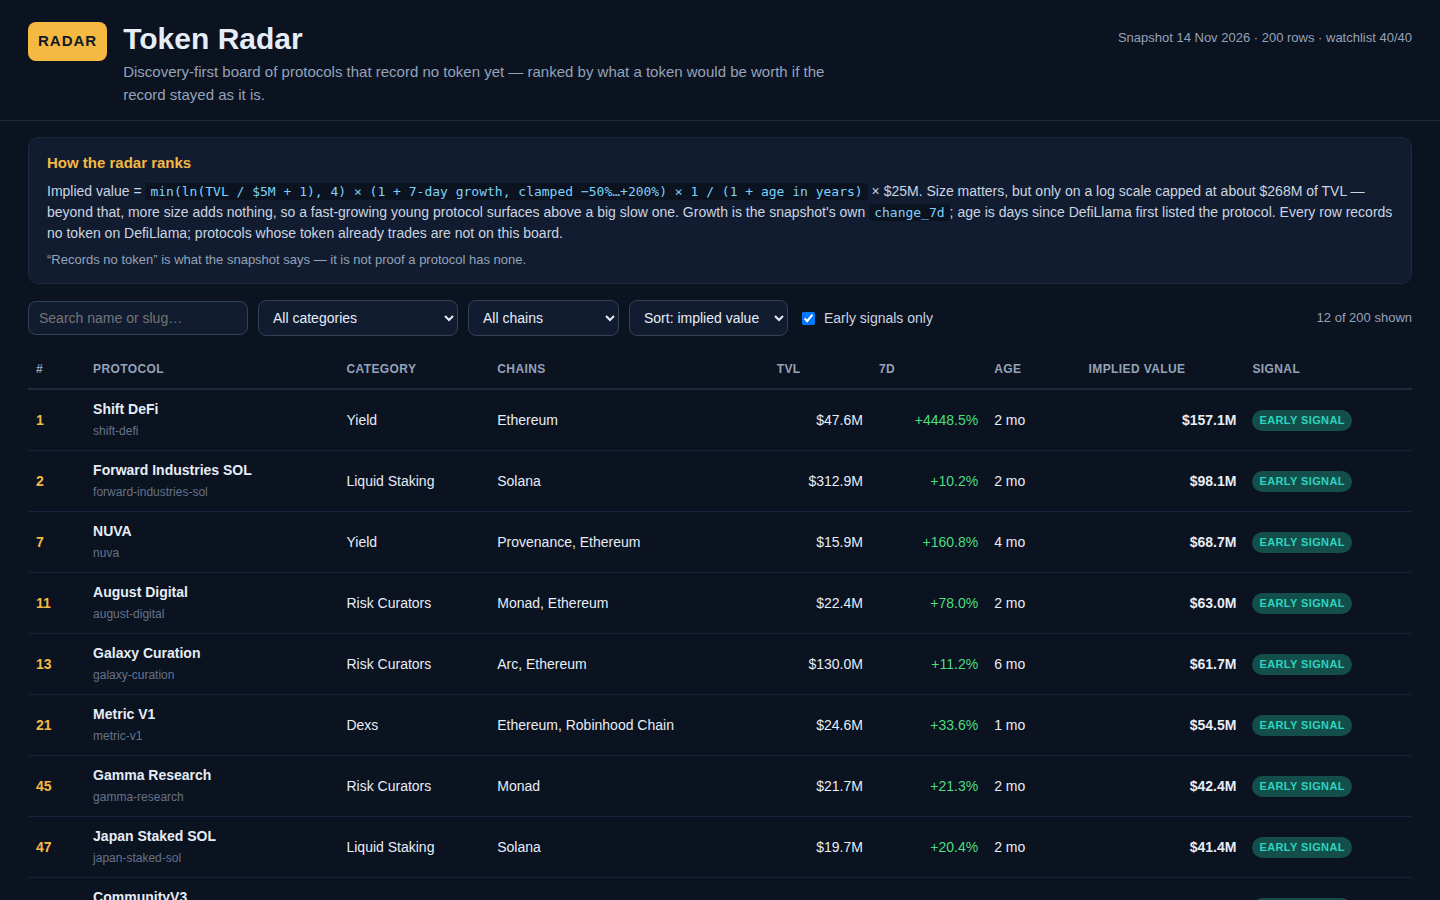 RADAR
Token Radar
Snapshot 14 Nov 2026 · 200 rows · watchlist 40/40
Discovery-first board of protocols that record no token yet — ranked by what a token would be worth if the
record stayed as it is.
How the radar ranks
Implied value = min(ln(TVL / $5M + 1), 4) × (1 + 7-day growth, clamped −50%…+200%) × 1 / (1 + age in years) × $25M. Size matters, but only on a log scale capped at about $268M of TVL —
beyond that, more size adds nothing, so a fast-growing young protocol surfaces above a big slow one. Growth is the snapshot's own change_7d; age is days since DefiLlama first listed the protocol. Every row records
no token on DefiLlama; protocols whose token already trades are not on this board.
“Records no token” is what the snapshot says — it is not proof a protocol has none.
Search name or slug… All categories All chains Sort: implied value Early signals only 12 of 200 shown
# PROTOCOL CATEGORY CHAINS TVL 7D AGE IMPLIED VALUE SIGNAL
1 Shift DeFi Yield Ethereum $47.6M +4448.5% 2 mo $157.1M EARLY SIGNAL
shift-defi
2 Forward Industries SOL Liquid Staking Solana $312.9M +10.2% 2 mo $98.1M EARLY SIGNAL
forward-industries-sol
7 NUVA Yield Provenance, Ethereum $15.9M +160.8% 4 mo $68.7M EARLY SIGNAL
nuva
11 August Digital Risk Curators Monad, Ethereum $22.4M +78.0% 2 mo $63.0M EARLY SIGNAL
august-digital
13 Galaxy Curation Risk Curators Arc, Ethereum $130.0M +11.2% 6 mo $61.7M EARLY SIGNAL
galaxy-curation
21 Metric V1 Dexs Ethereum, Robinhood Chain $24.6M +33.6% 1 mo $54.5M EARLY SIGNAL
metric-v1
45 Gamma Research Risk Curators Monad $21.7M +21.3% 2 mo $42.4M EARLY SIGNAL
gamma-research
47 Japan Staked SOL Liquid Staking Solana $19.7M +20.4% 2 mo $41.4M EARLY SIGNAL
japan-staked-sol
CommunityV3